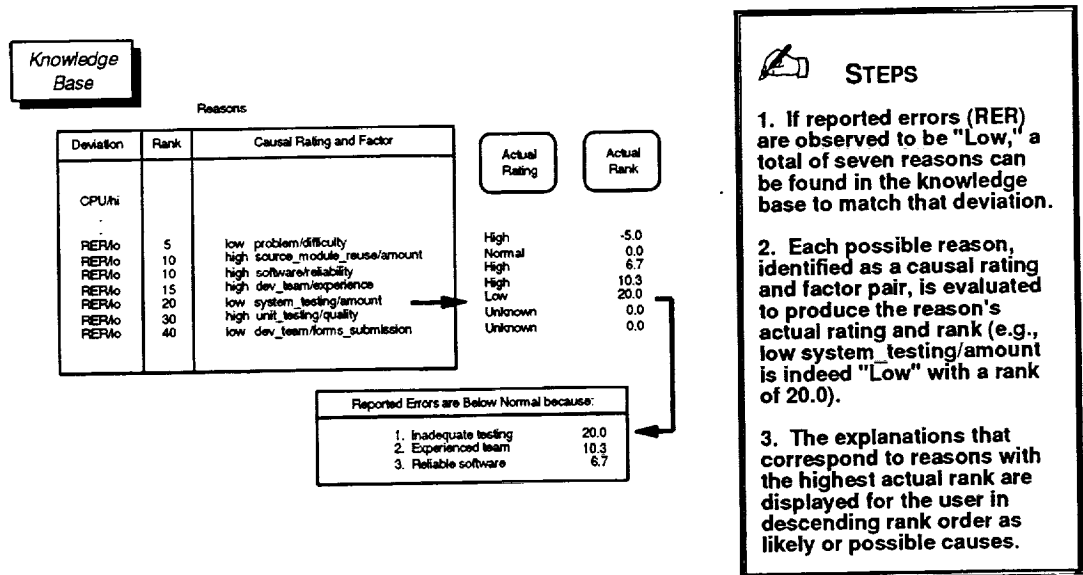 Knowledge
Base
Reasons
Deviation Rank Causal Rating and Factor
Actual
Rating
Actual
Rank
CPU/hi
.
.
RER/lo 5 low problem/difficulty High -5.0
RER/lo 10 high source_module_reuse/amount Normal 0.0
RER/lo 10 high software/reliability High 6.7
RER/lo 15 high dev_team/experience High 10.3
RER/lo 20 low system_testing/amount Low 20.0
RER/lo 30 high unit_testing/quality Unknown 0.0
RER/lo 40 low dev_team/forms_submission Unknown 0.0
Reported Errors are Below Normal because:
1. Inadequate testing 20.0
2. Experienced team 10.3
3. Reliable software 6.7
STEPS
1. If reported errors (RER)
are observed to be "Low," a
total of seven reasons can
be found in the knowledge
base to match that deviation.
2. Each possible reason,
identified as a causal rating
and factor pair, is evaluated
to produce the reason's
actual rating and rank (e.g.,
low system_testing/amount
is indeed "Low" with a rank
of 20.0).
3. The explanations that
correspond to reasons with
the highest actual rank are
displayed for the user in
descending rank order as
likely or possible causes.